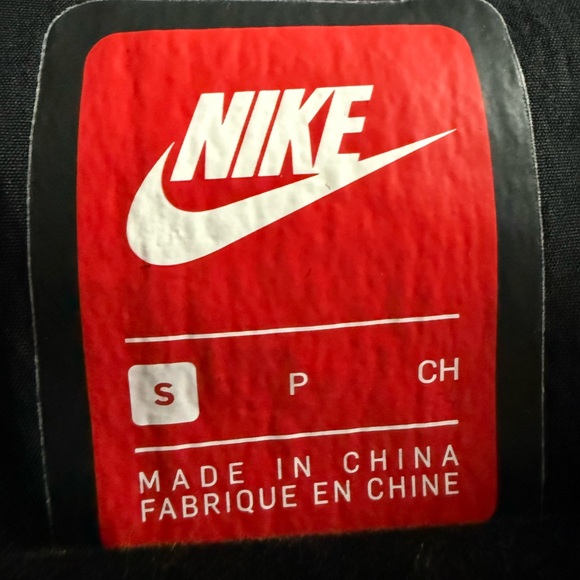 NIKE
S P CH
MADE IN CHINA
FABRIQUE EN CHINE